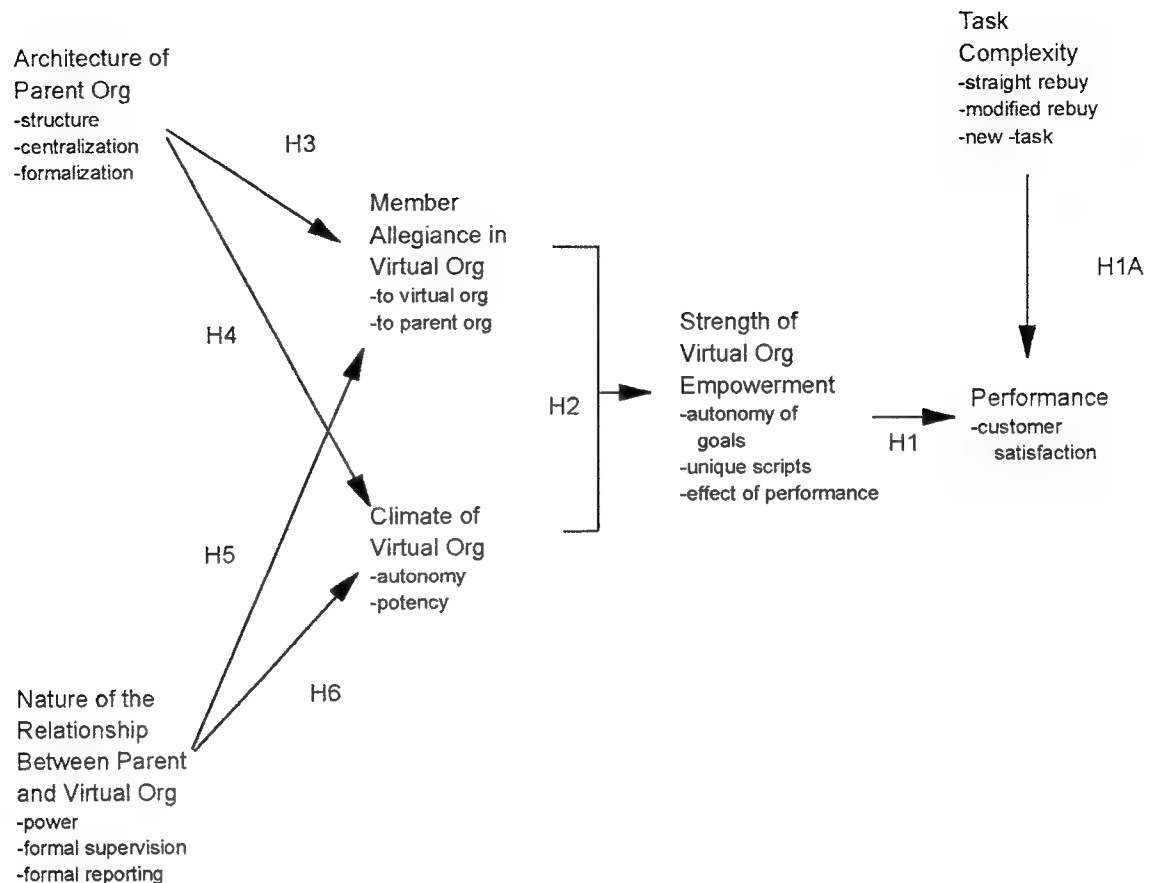 Architecture of
Parent Org
-structure
-centralization
-formalization
H3
H4
Member
Allegiance in
Virtual Org
-to virtual org
-to parent org
H5
Climate of
Virtual Org
-autonomy
-potency
H6
Nature of the
Relationship
Between Parent
and Virtual Org
-power
-formal supervision
-formal reporting
H2
Strength of
Virtual Org
Empowerment
-autonomy of
goals
-unique scripts
-effect of performance
H1
Task
Complexity
-straight rebuy
-modified rebuy
-new -task
H1A
Performance
-customer
satisfaction